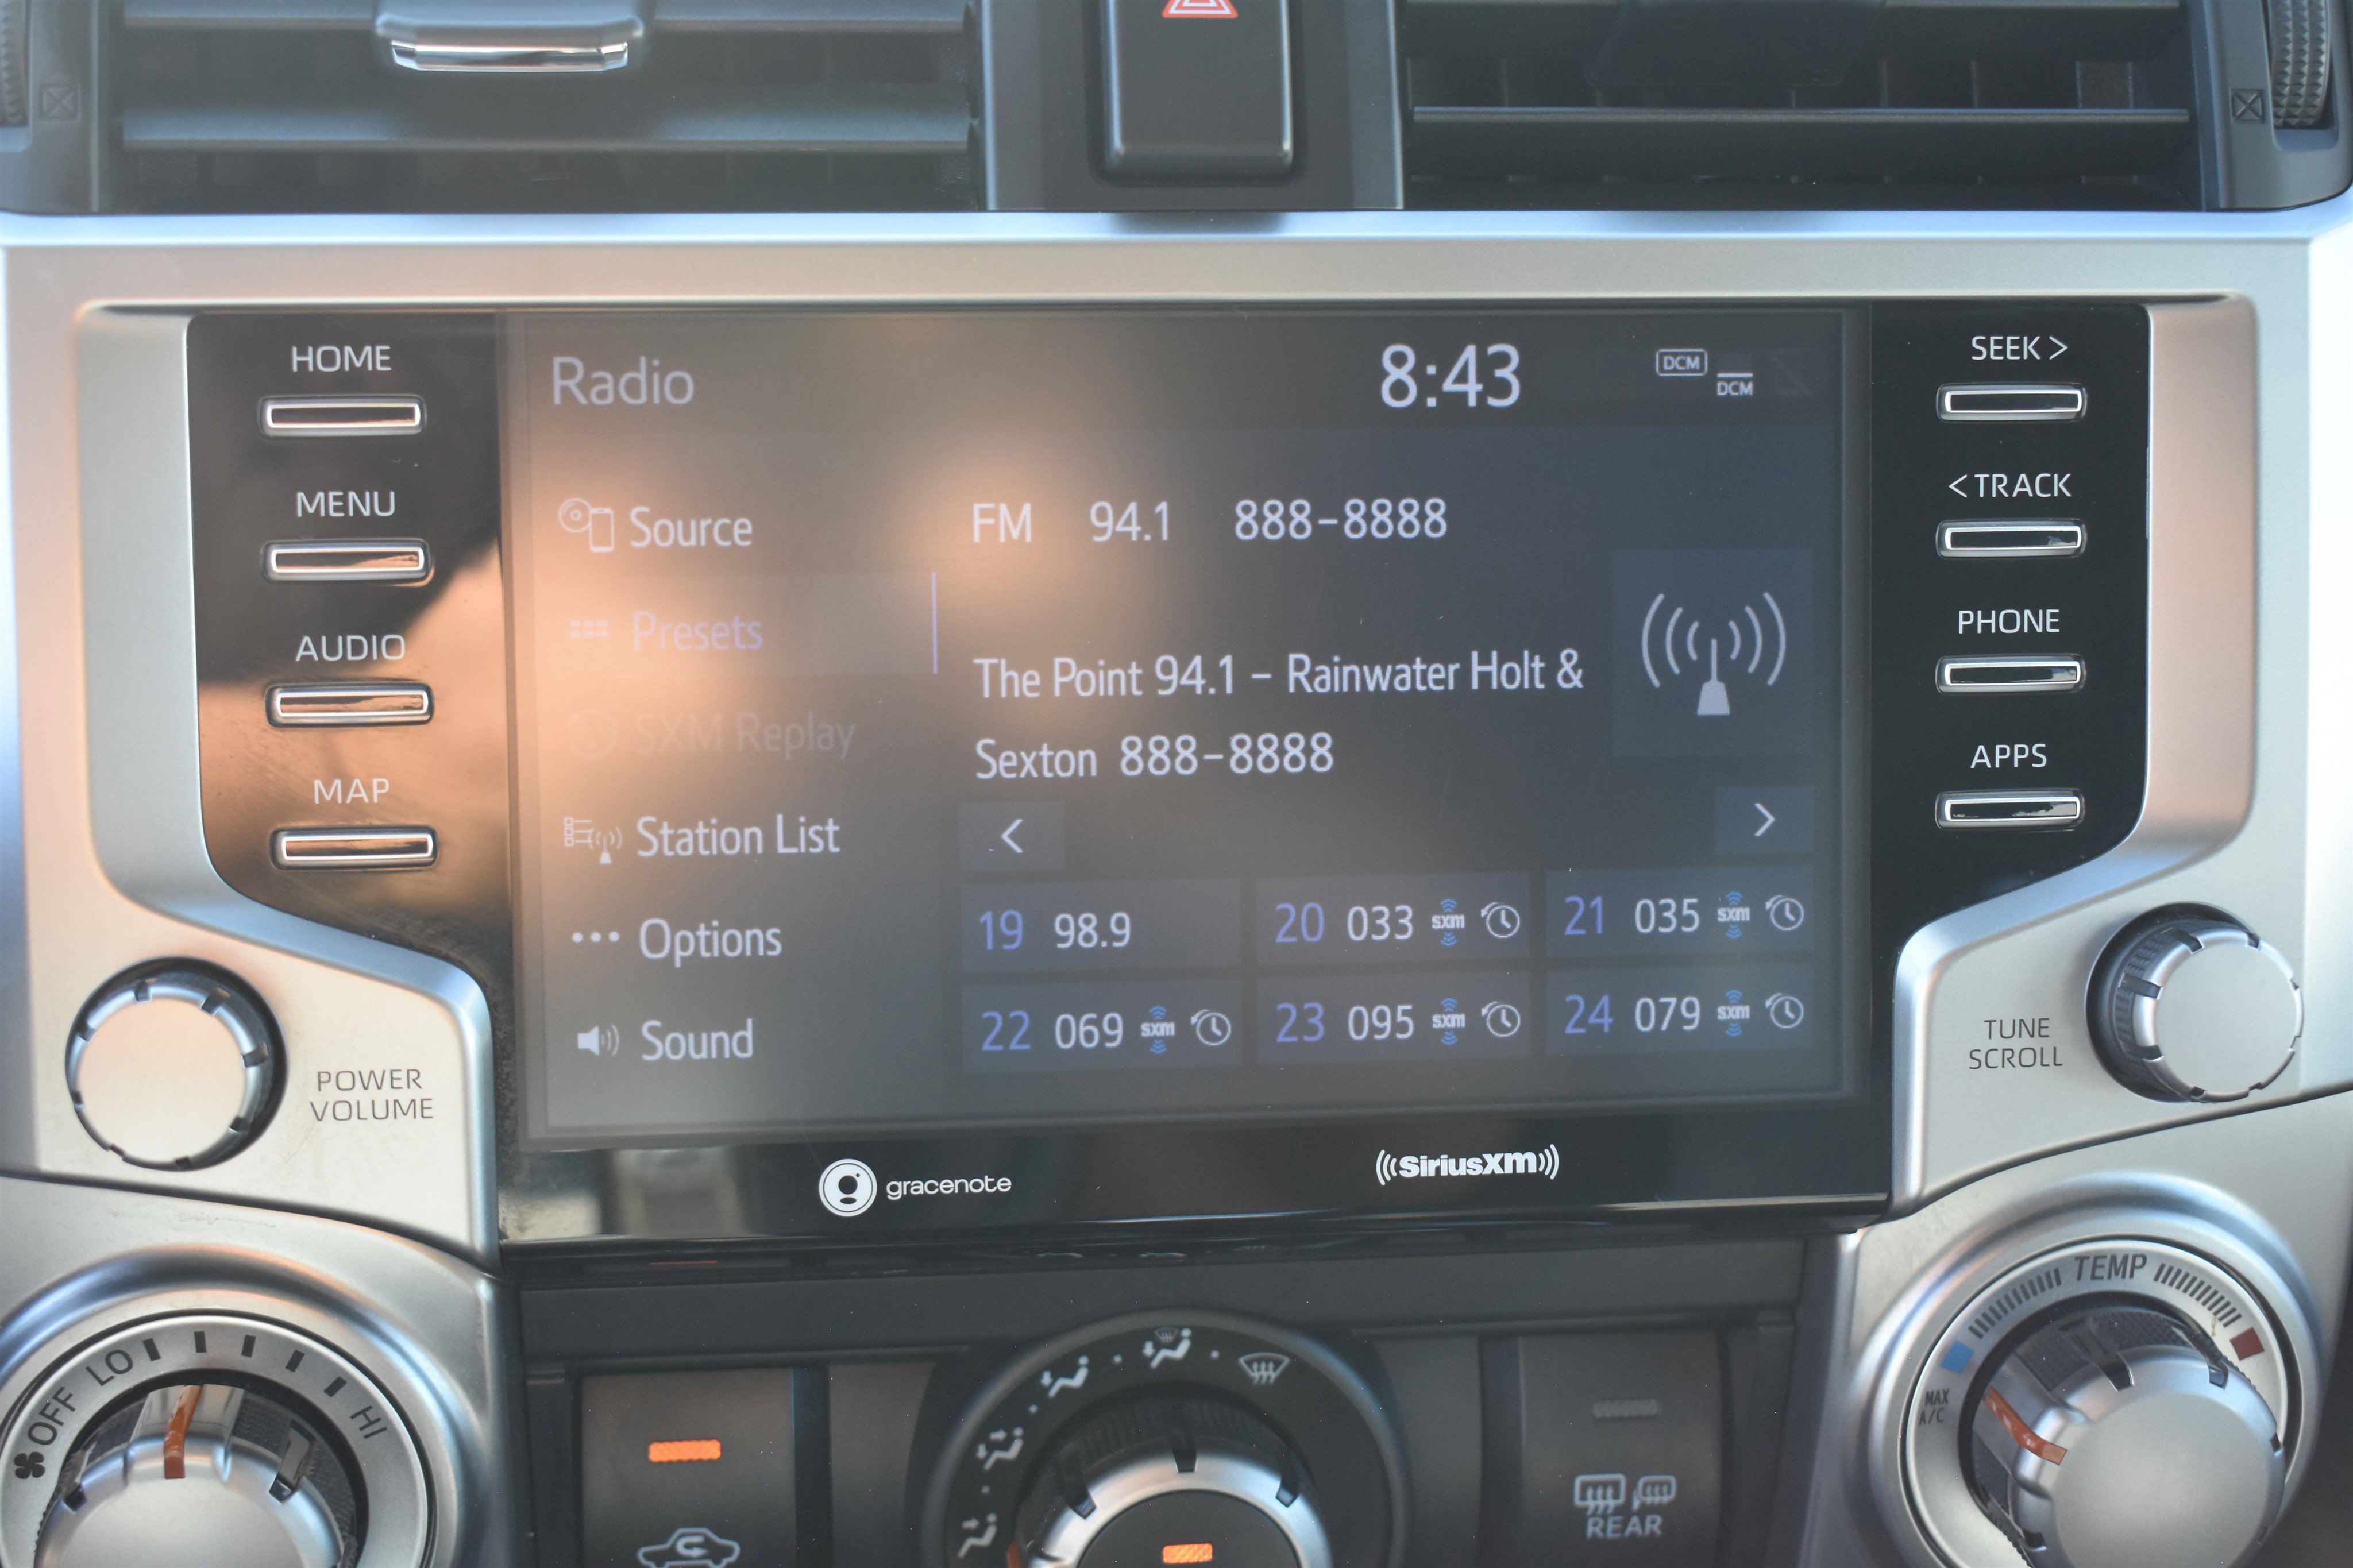 HOME
MENU
AUDIO
MAP
POWER
VOLUME
Radio
8:43
DCM
DCM
Source
Presets
SXM Replay
Station List
Options
Sound
FM 94.1 888-8888
The Point 94.1 - Rainwater Holt &
Sexton 888-8888
<
>
19 98.9
20 033 sxm
21 035 sxm
22 069 sxm
23 095 sxm
24 079 sxm
SEEK >
< TRACK
PHONE
APPS
TUNE
SCROLL
gracenote
SiriusXM
OFF LO HI
TEMP
MAX
A/C
REAR